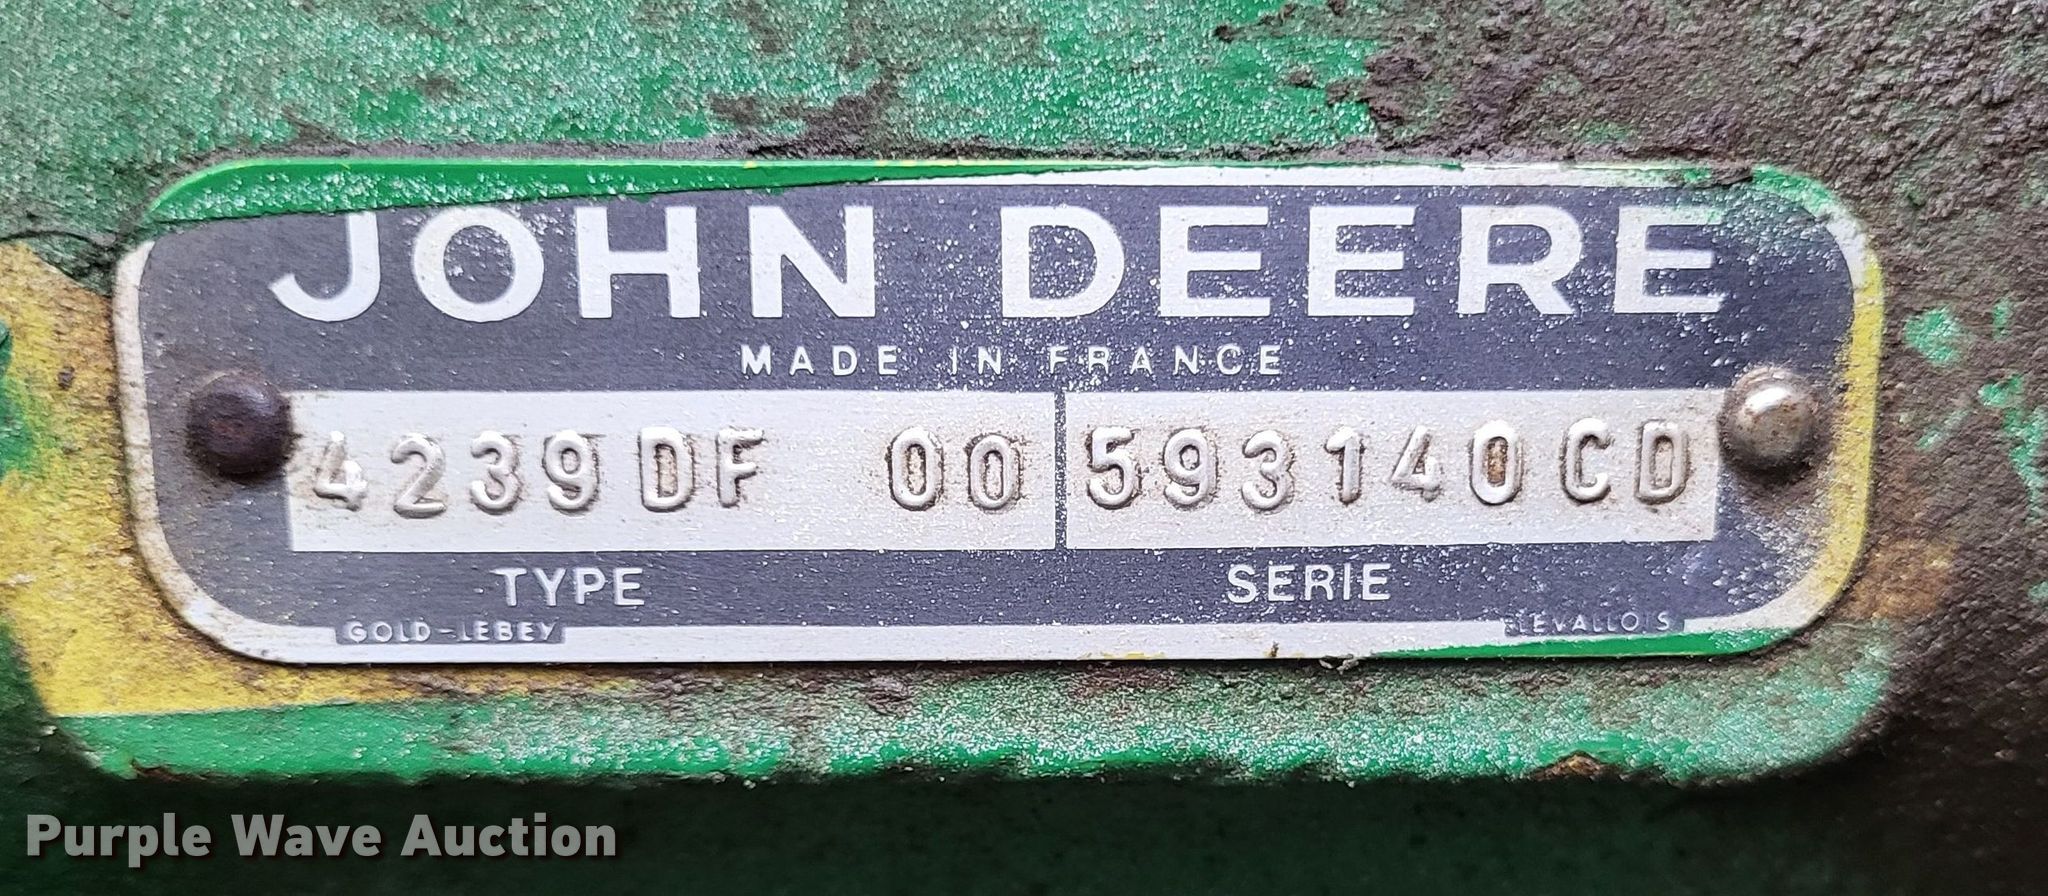 JOHN DEERE
MADE IN FRANCE
4239DF 00 593140CD
TYPE SERIE
GOLD-LEBEY LEVALLOIS
Purple Wave Auction